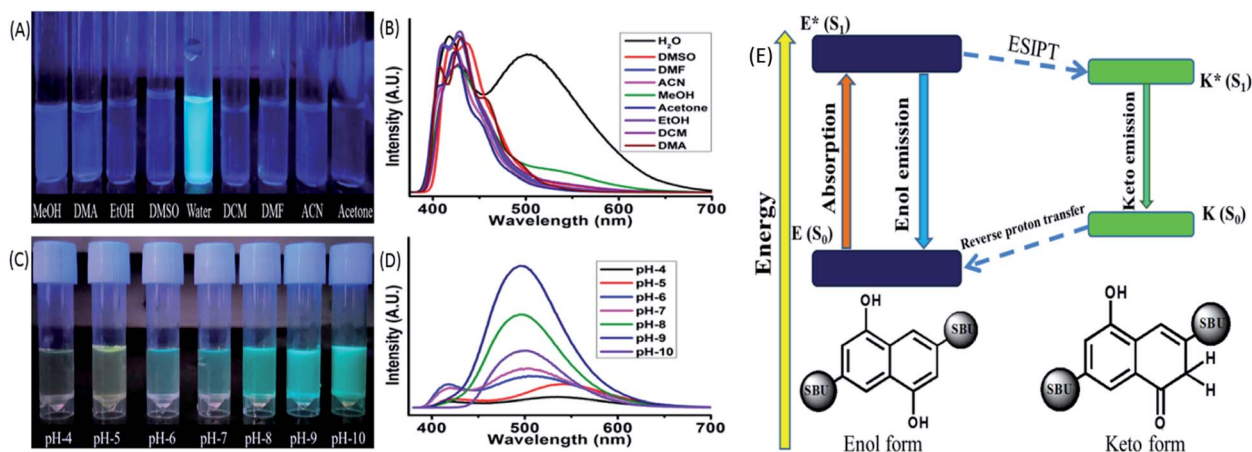 (A)
MeOH DMA EtOH DMSO Water DCM DMF ACN Acetone
(B)
Intensity (A.U.)
H₂O
DMSO
DMF
ACN
MeOH
Acetone
EtOH
DCM
DMA
400 500 600 700
Wavelength (nm)
(C)
pH-4 pH-5 pH-6 pH-7 pH-8 pH-9 pH-10
(D)
Intensity (A.U.)
pH-4
pH-5
pH-6
pH-7
pH-8
pH-9
pH-10
400 500 600 700
Wavelength (nm)
(E)
Energy
E* (S₁)
ESIPT
K* (S₁)
Absorption
Enol emission
Keto emission
E (S₀)
K (S₀)
Reverse proton transfer
OH
SBU
SBU
OH
Enol form
OH
SBU
H
H
SBU
O
Keto form